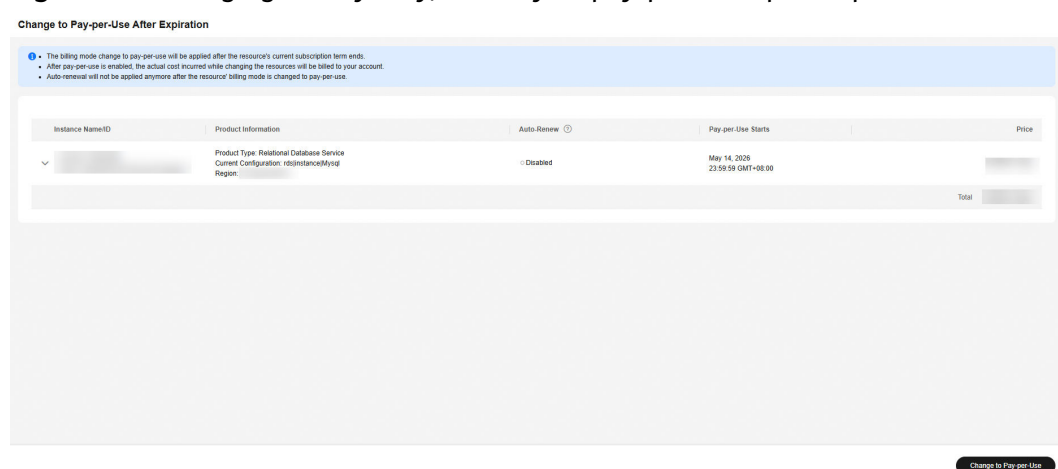 Change to Pay-per-Use After Expiration
• The billing mode change to pay-per-use will be applied after the resource's current subscription term ends.
• After pay-per-use is enabled, the actual cost incurred while changing the resources will be billed to your account.
• Auto-renewal will not be applied anymore after the resource' billing mode is changed to pay-per-use.
Instance Name/ID Product Information Auto-Renew Pay-per-Use Starts Price
Product Type: Relational Database Service
Current Configuration: rds|instance|Mysql
Region:
Disabled
May 14, 2026
23:59:59 GMT+08:00
Total
Change to Pay-per-Use